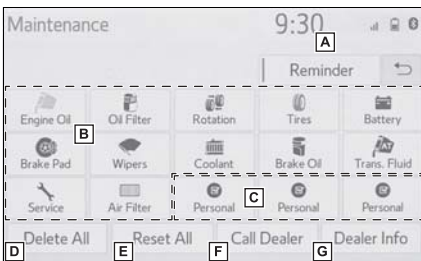 Maintenance 9:30
A
Reminder
Engine Oil Oil Filter Rotation Tires Battery
B
Brake Pad Wipers Coolant Brake Oil Trans. Fluid
AT
C
Service Air Filter Personal Personal Personal
D E F G
Delete All Reset All Call Dealer Dealer Info